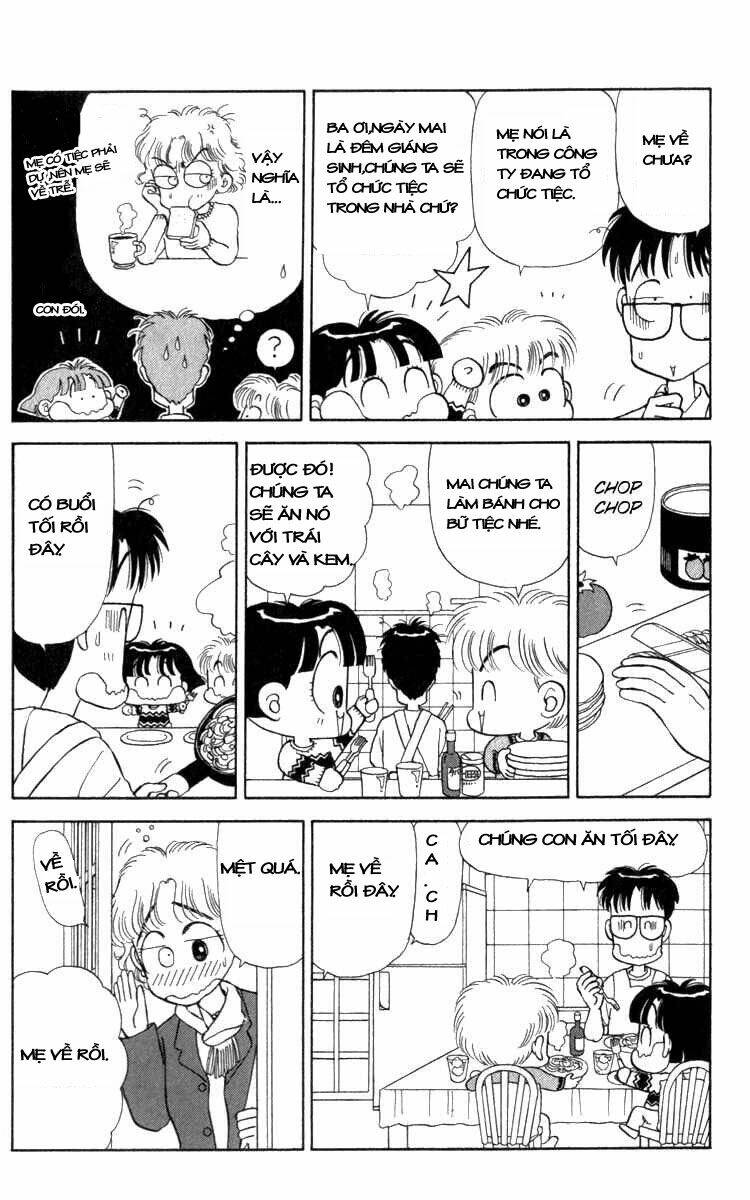 MẸ VỀ
CHƯA?
MẸ NÓI LÀ
TRONG CÔNG
TY ĐANG TỔ
CHỨC TIỆC.
BA ƠI,NGÀY MAI
LÀ ĐÊM GIÁNG
SINH,CHÚNG TA SẼ
TỔ CHỨC TIỆC
TRONG NHÀ CHỨ?
VẬY
NGHĨA
LÀ...
MẸ CÓ TIỆC PHẢI
DỰ ,NÊN MẸ SẼ
VỀ TRỄ.
CON ĐÓI.
?
CHOP
CHOP
MAI CHÚNG TA
LÀM BÁNH CHO
BỮ TIỆC NHÉ.
ĐƯỢC ĐÓ!
CHÚNG TA
SẼ ĂN NÓ
VỚI TRÁI
CÂY VÀ KEM.
CÓ BUỔI
TỐI RỒI
ĐÂY.
CHÚNG CON ĂN TỐI ĐÂY.
CA.CH
MẸ VỀ
RỒI ĐÂY.
MỆT QUÁ.
VỀ
RỒI.
MẸ VỀ RỒI.